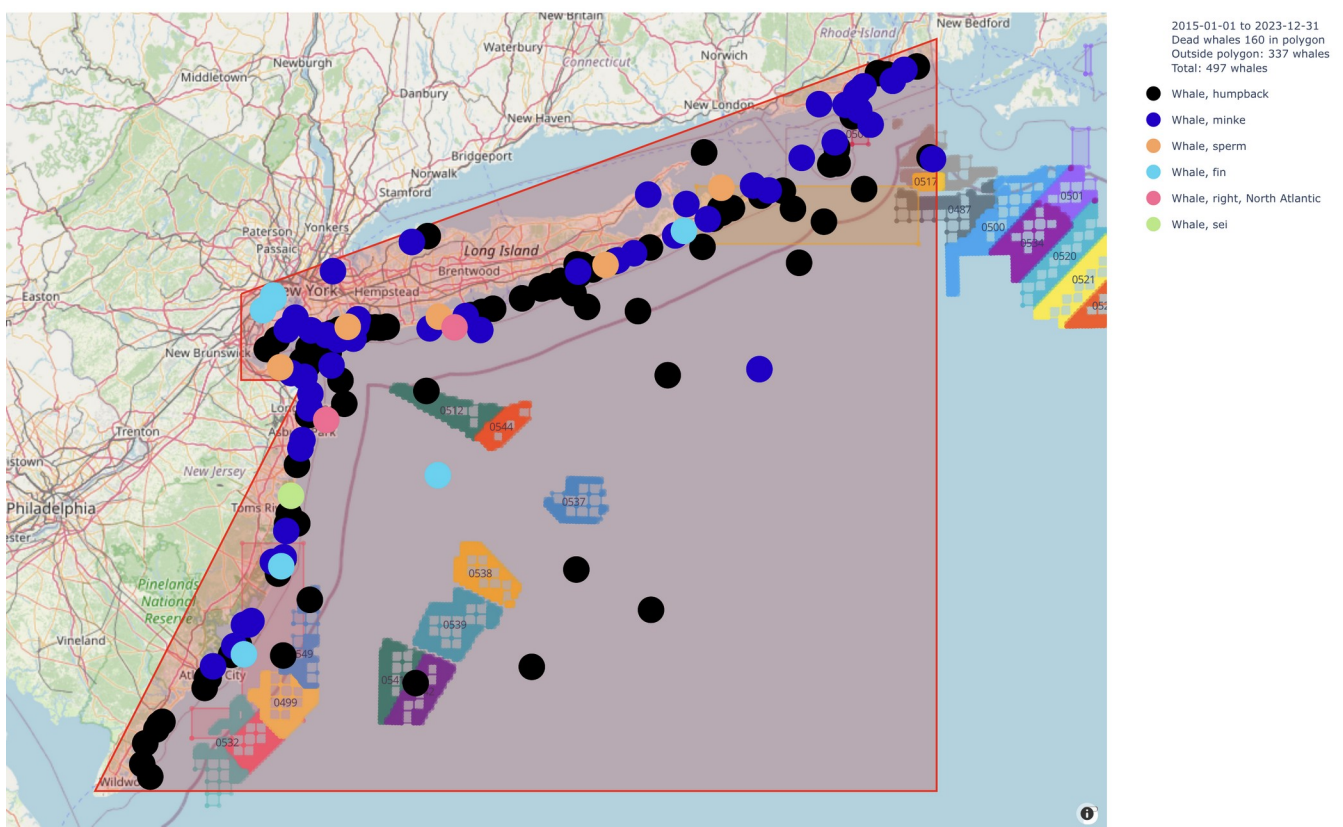 New Britain
New Bedford
Rhode Island
Waterbury
Connecticut
Norwich
Newburgh
Middletown
Danbury
New London
New Haven
Bridgeport
Norwalk
Stamford
Paterson
Yonkers
Passaic
Long Island
Brentwood
Easton
New York
Hempstead
New Brunswick
Trenton
Asbury Park
New Jersey
Philadelphia
Toms Ri
Pinelands
National
Reserve
Vineland
City
Wildwo
0517
0487
0501
0500
0520
0521
0512
0544
0537
0538
0539
0499
0532
2015-01-01 to 2023-12-31
Dead whales 160 in polygon
Outside polygon: 337 whales
Total: 497 whales
Whale, humpback
Whale, minke
Whale, sperm
Whale, fin
Whale, right, North Atlantic
Whale, sei